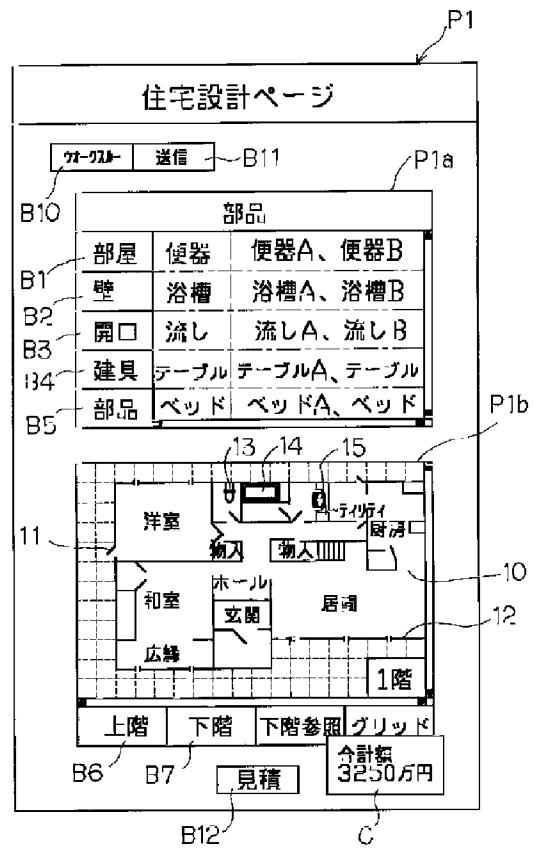 P1
住宅設計ページ
ウオークスルー 送信
B11
P1a
B10
部品
部屋 便器 便器A、便器B
B1
壁 浴槽 浴槽A、浴槽B
B2
開口 流し 流しA、流しB
B3
建具 テーブル テーブルA、テーブル
B4
部品 ベッド ベッドA、ベッド
B5
P1b
13 14 15
洋室
ーティリティ
厨房
11
物入 物入
10
ホール
和室
居間
玄関
12
広縁
1階
上階 下階 下階参照 グリッド
合計額
3250万円
B6 B7
見積
B12
C